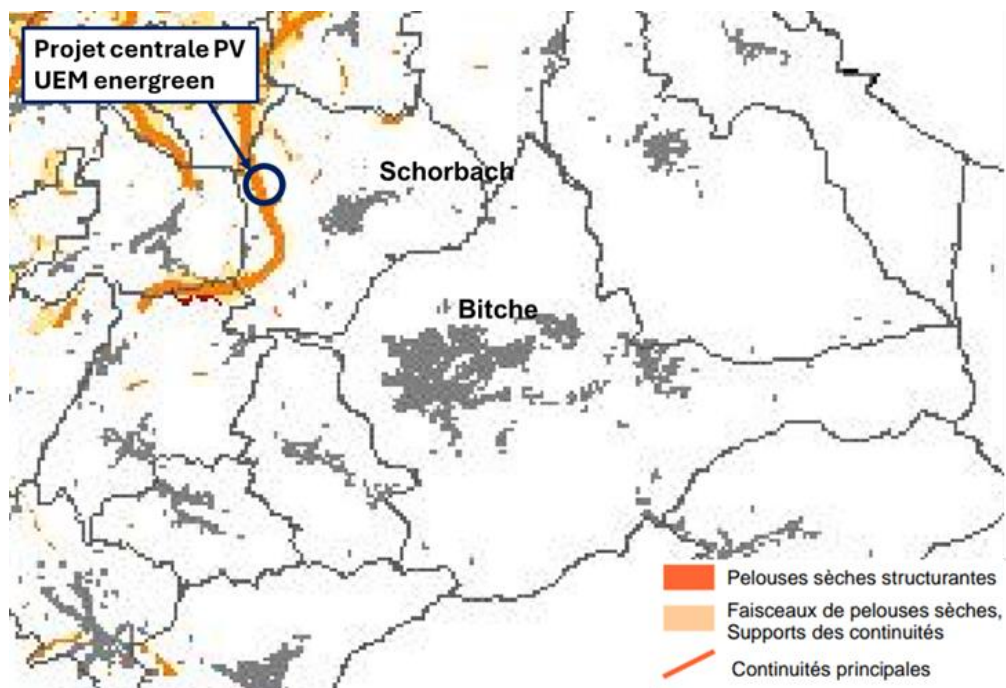 Projet centrale PV
UEM energreen
Schorbach
Bitche
Pelouses sèches structurantes
Faisceaux de pelouses sèches,
Supports des continuités
Continuités principales